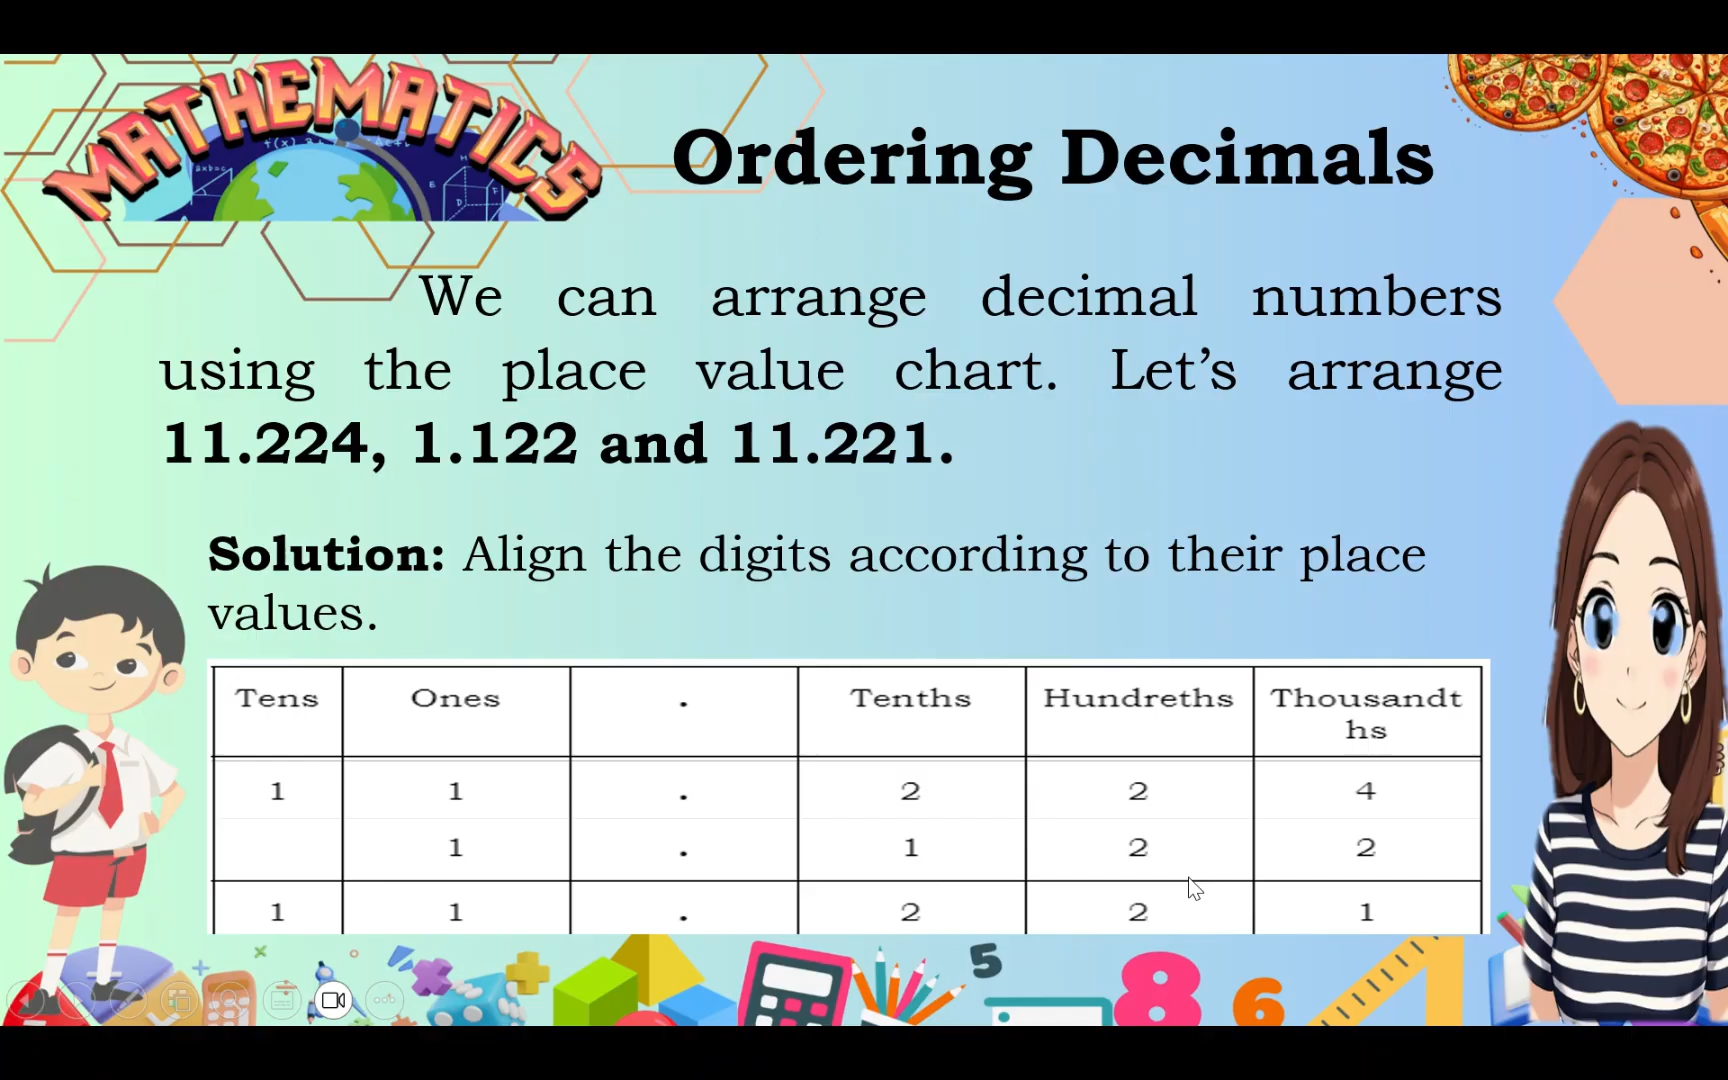 MATHEMATICS
Ordering Decimals
We can arrange decimal numbers
using the place value chart. Let’s arrange
11.224, 1.122 and 11.221.
Solution: Align the digits according to their place
values.
Tens Ones . Tenths Hundreths Thousandt
hs
1 1 . 2 2 4
1 . 1 2 2
1 1 . 2 2 1
5
8
6